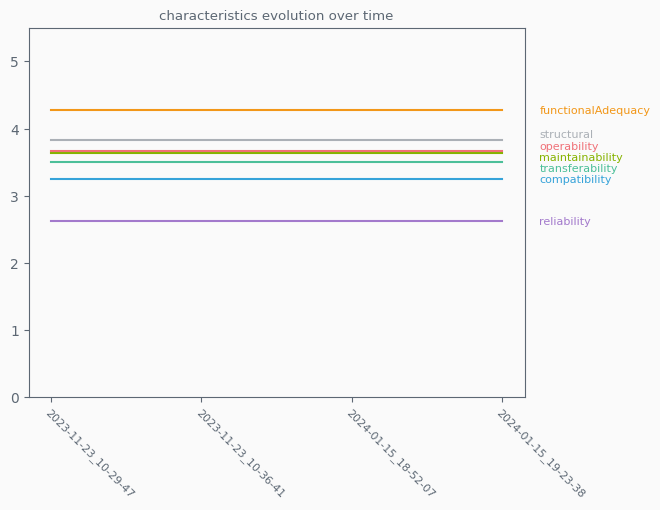 characteristics evolution over time
5
4
3
2
1
0
functionalAdequacy
structural
operability
maintainability
transferability
compatibility
reliability
2023-11-23_10-29-47
2023-11-23_10-36-41
2024-01-15_18-52-07
2024-01-15_19-23-38